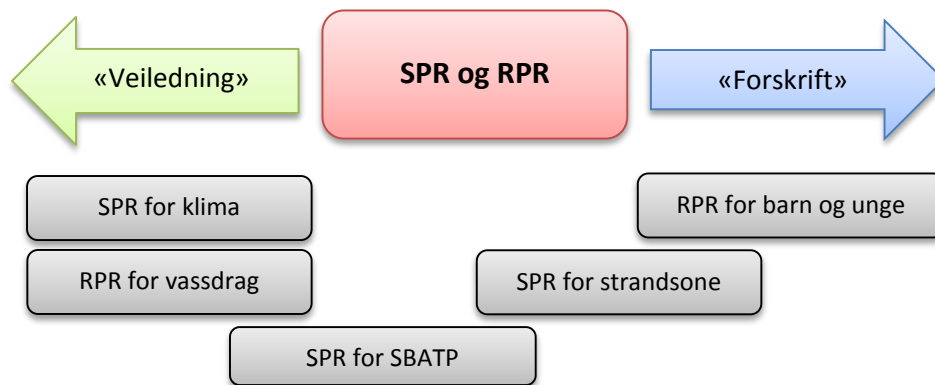 «Veiledning»
SPR og RPR
«Forskrift»
SPR for klima
RPR for barn og unge
RPR for vassdrag
SPR for strandsone
SPR for SBATP